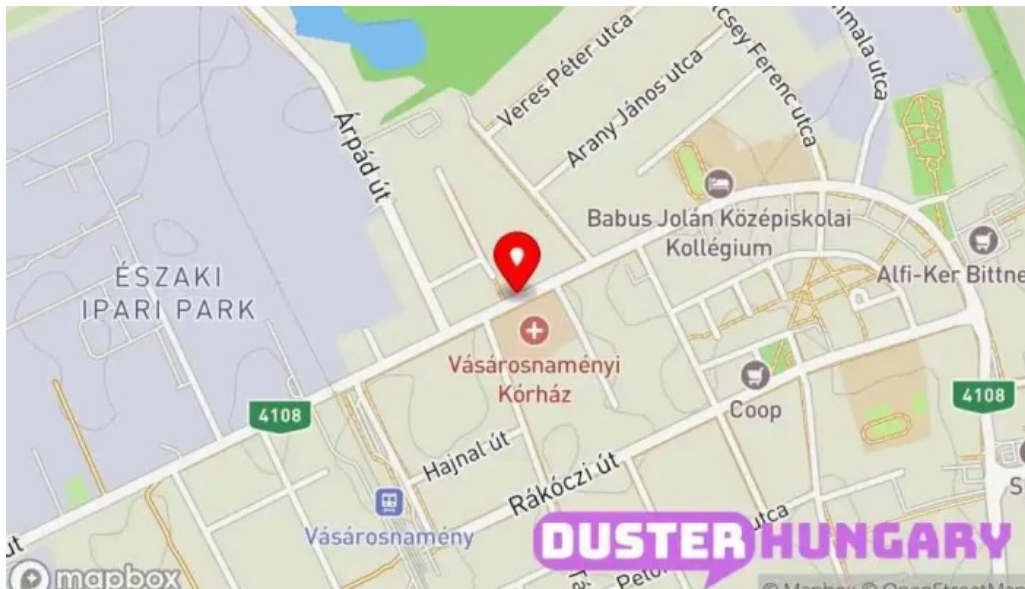 Veres Péter utca
Arany János utca
csey Ferenc utca
mala utca
Árpád út
Babus Jolán Középiskolai
Kollégium
Alfi-Ker Bittne
ÉSZAKI
IPARI PARK
P
Vásárosnaményi
Kórház
Coop
4108
4108
Hajnal út
Rákóczi út
Vásárosnamény
DUSTER HUNGARY
utca
út
mapbox
© Mapbox © OpenStreetMap